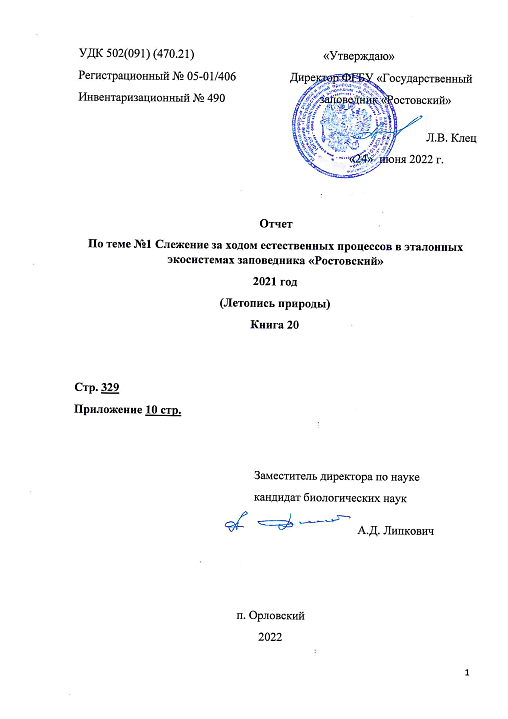 УДК 502(091) (470.21)
«Утверждаю»
Регистрационный № 05-01/406
Директор ФГБУ «Государственный
Инвентаризационный № 490
заповедник «Ростовский»
Л.В. Клец
«24» июня 2022 г.
Отчет
По теме №1 Слежение за ходом естественных процессов в эталонных
экосистемах заповедника «Ростовский»
2021 год
(Летопись природы)
Книга 20
Стр. 329
Приложение 10 стр.
Заместитель директора по науке
кандидат биологических наук
А.Д. Липкович
п. Орловский
2022
1